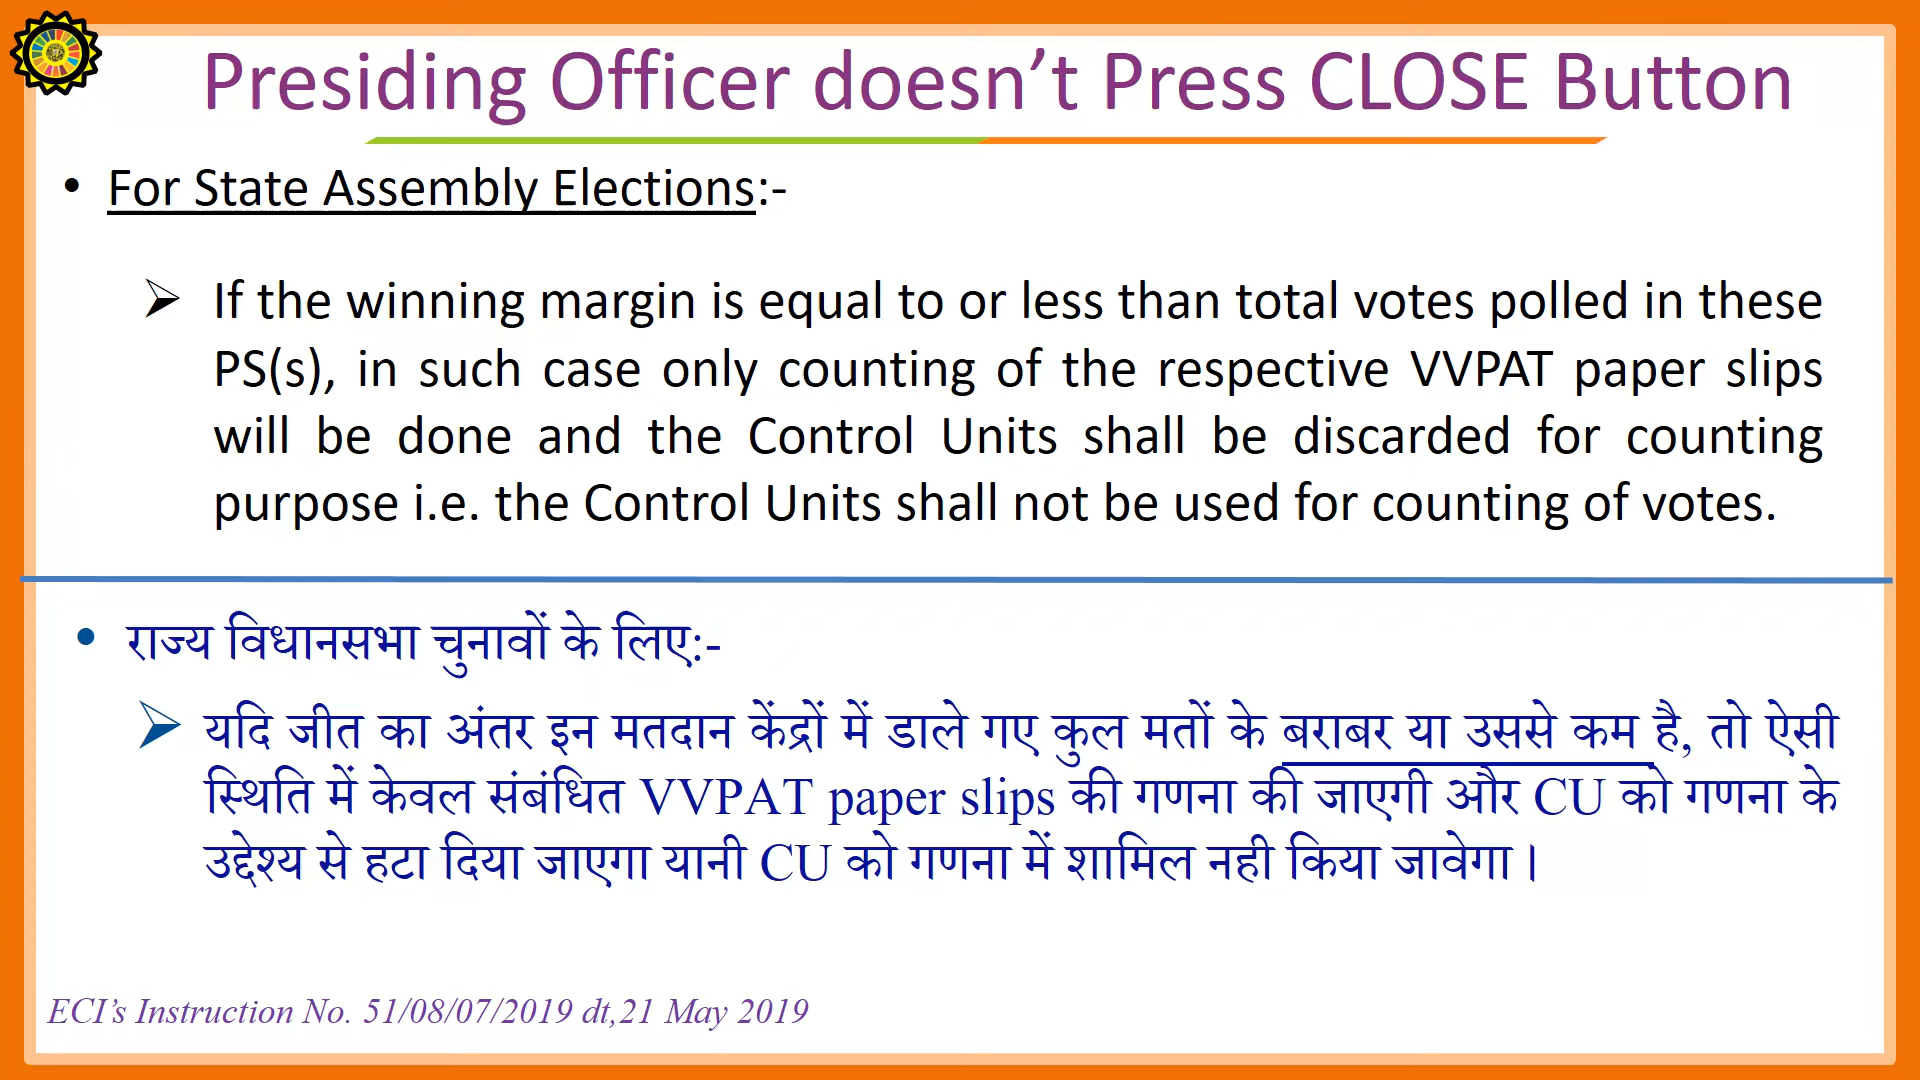 Presiding Officer doesn’t Press CLOSE Button
• For State Assembly Elections:-
➢ If the winning margin is equal to or less than total votes polled in these
PS(s), in such case only counting of the respective VVPAT paper slips
will be done and the Control Units shall be discarded for counting
purpose i.e. the Control Units shall not be used for counting of votes.
• राज्य विधानसभा चुनावों के लिए:-
➢ यदि जीत का अंतर इन मतदान केंद्रों में डाले गए कुल मतों के बराबर या उससे कम है, तो ऐसी
स्थिति में केवल संबंधित VVPAT paper slips की गणना की जाएगी और CU को गणना के
उद्देश्य से हटा दिया जाएगा यानी CU को गणना में शामिल नही किया जावेगा।
ECI’s Instruction No. 51/08/07/2019 dt,21 May 2019